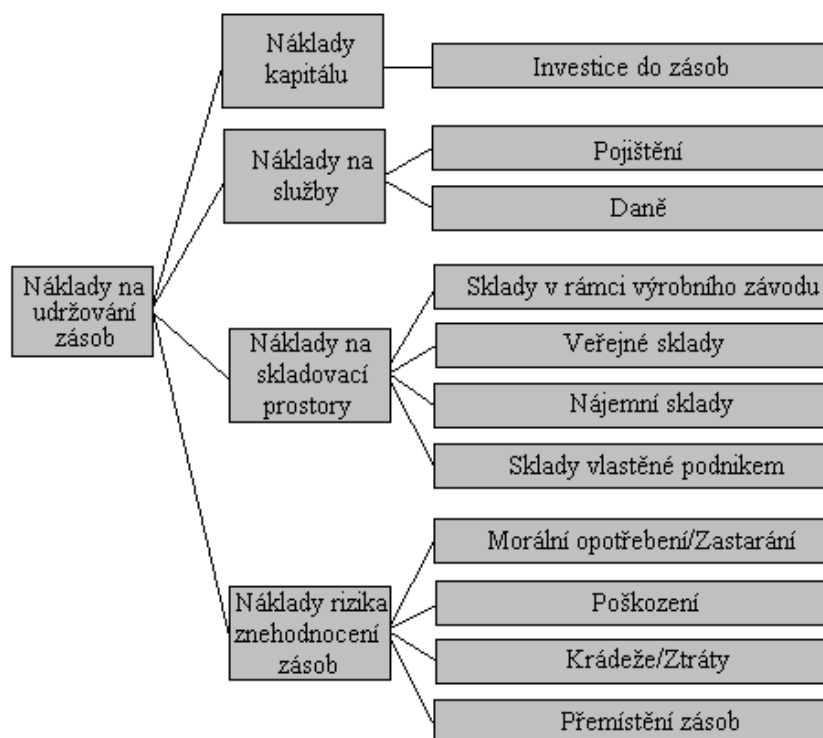 Náklady
kapitálu
Investice do zásob
Náklady na
služby
Pojištění
Daně
Náklady na
udržování
zásob
Náklady na
skladovací
prostory
Sklady v rámci výrobního závodu
Veřejné sklady
Nájemní sklady
Sklady vlastěné podnikem
Náklady rizika
znehodnocení
zásob
Morální opotřebení/Zastarání
Poškození
Krádeže/Ztráty
Přemístění zásob